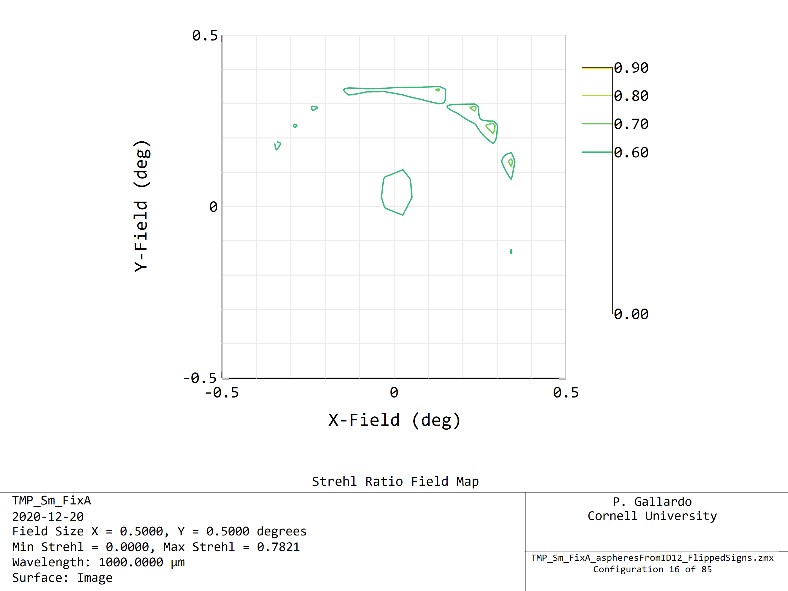 0.5
0
-0.5
-0.5
0
0.5
Y-Field (deg)
X-Field (deg)
0.90
0.80
0.70
0.60
0.00
Strehl Ratio Field Map
TMP_Sm_FixA
2020-12-20
Field Size X = 0.5000, Y = 0.5000 degrees
Min Strehl = 0.0000, Max Strehl = 0.7821
Wavelength: 1000.0000 µm
Surface: Image
P. Gallardo
Cornell University
TMP_Sm_FixA_aspheresFromID12_FlippedSigns.zmx
Configuration 16 of 85